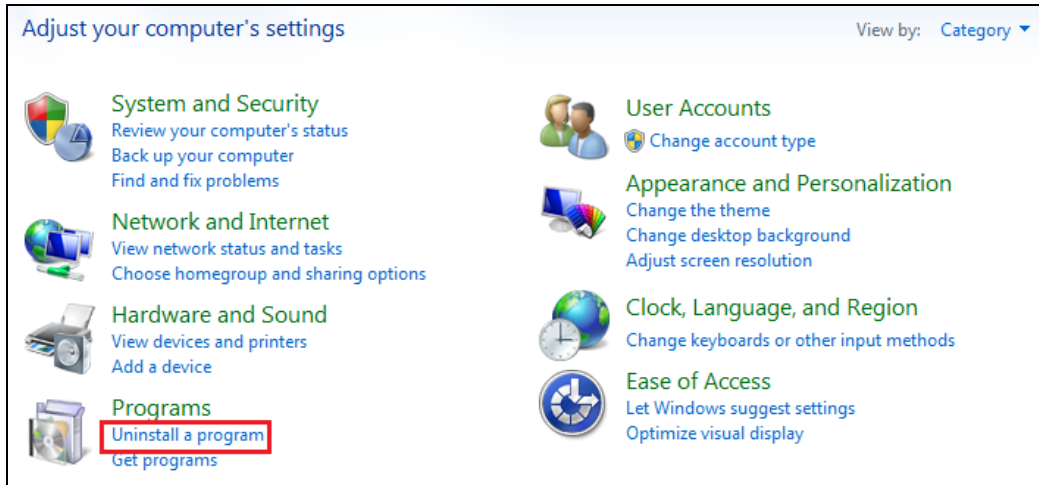 Adjust your computer's settings
View by: Category
System and Security
Review your computer's status
Back up your computer
Find and fix problems
Network and Internet
View network status and tasks
Choose homegroup and sharing options
Hardware and Sound
View devices and printers
Add a device
Programs
Uninstall a program
Get programs
User Accounts
Change account type
Appearance and Personalization
Change the theme
Change desktop background
Adjust screen resolution
Clock, Language, and Region
Change keyboards or other input methods
Ease of Access
Let Windows suggest settings
Optimize visual display